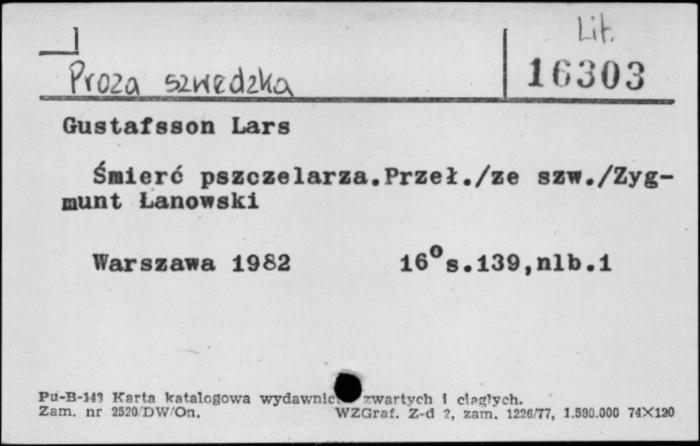 Lit.
16303
Proza szwedzka
Gustafsson Lars
Śmierć pszczelarza.Przeł./ze szw./Zyg-
munt Łanowski
Warszawa 1982 16⁰s.139,nlb.1
Pu-B-143 Karta katalogowa wydawnic zwartych i ciągłych.
Zam. nr 2520/DW/On. WZGraf. Z-d 2, zam. 1226/77, 1.580.000 74X120